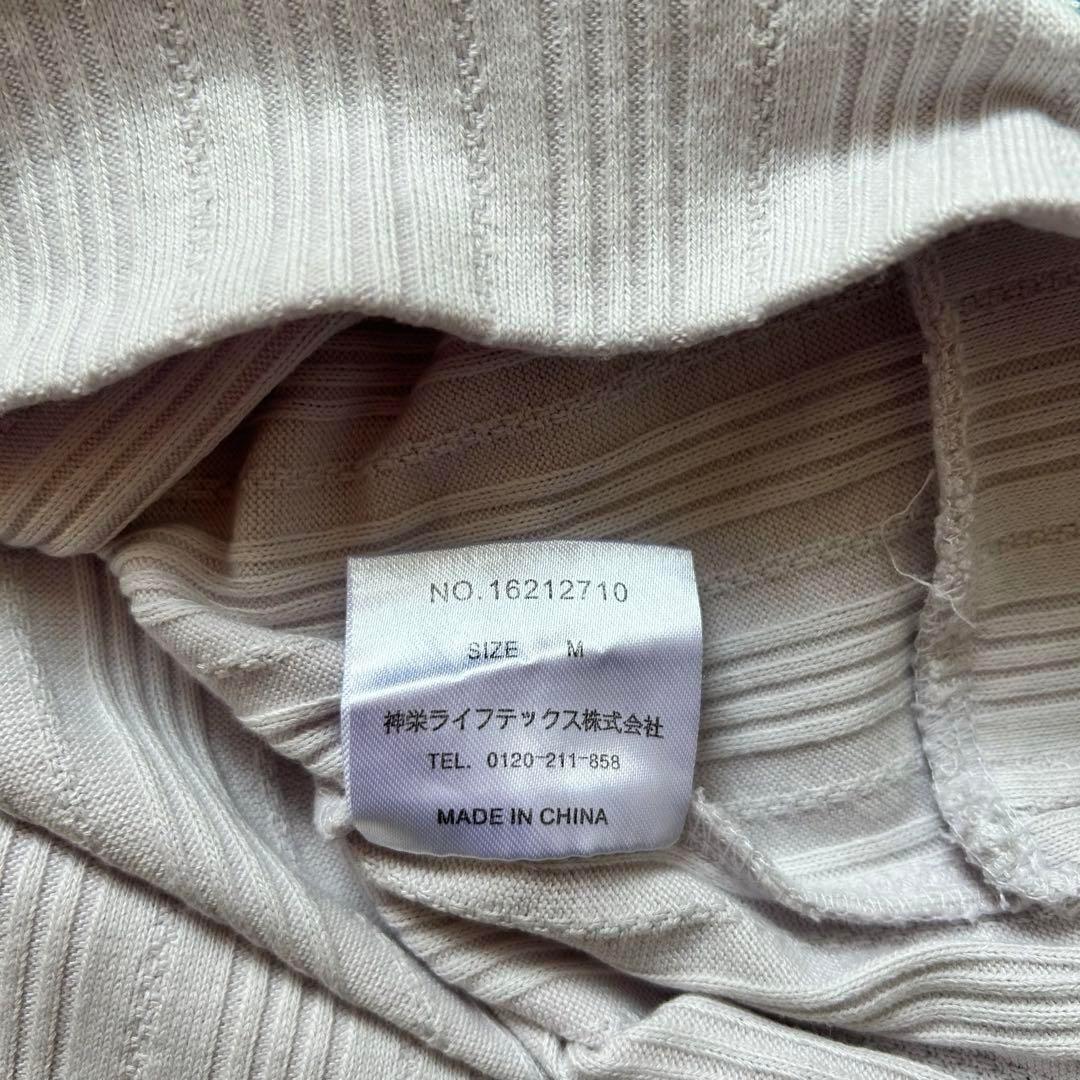 NO.16212710
SIZE M
神栄ライフテックス株式会社
TEL. 0120-211-858
MADE IN CHINA